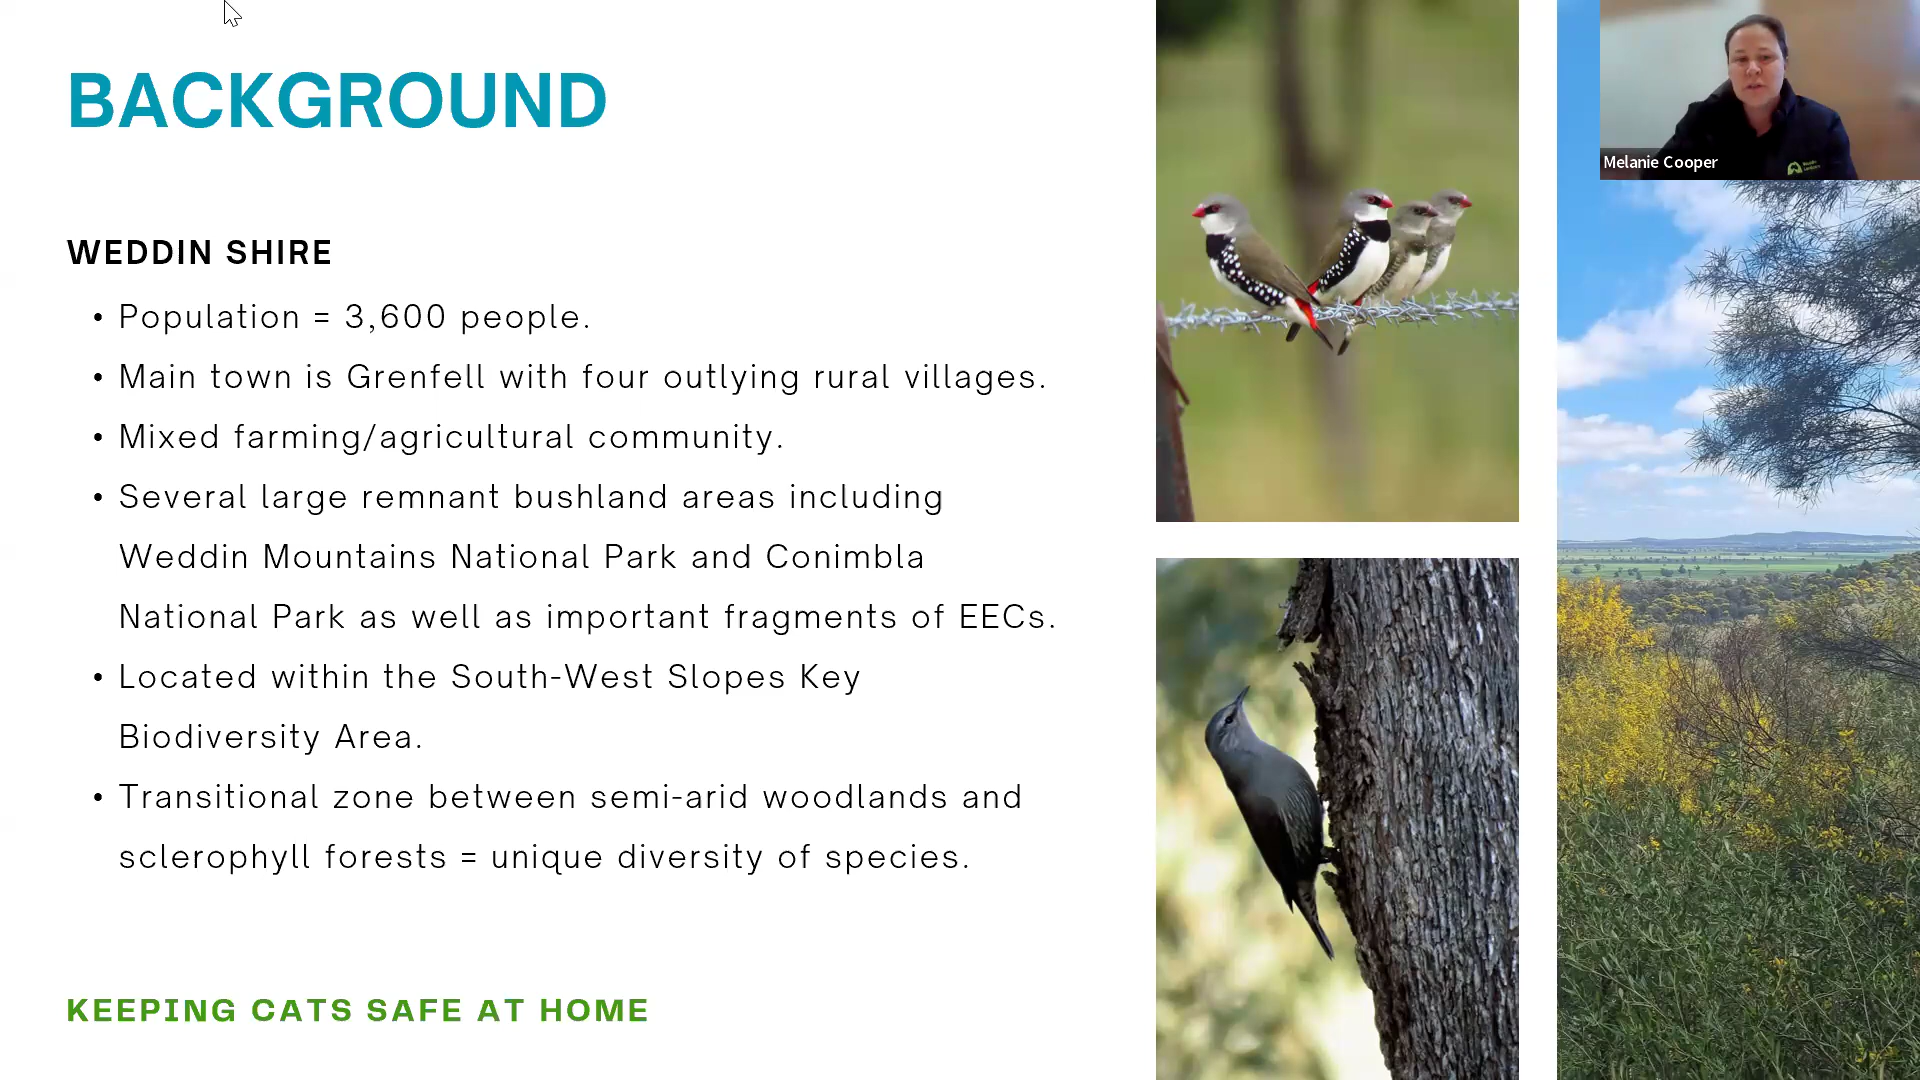 BACKGROUND
WEDDIN SHIRE
• Population = 3,600 people.
• Main town is Grenfell with four outlying rural villages.
• Mixed farming/agricultural community.
• Several large remnant bushland areas including
Weddin Mountains National Park and Conimbla
National Park as well as important fragments of EECs.
• Located within the South-West Slopes Key
Biodiversity Area.
• Transitional zone between semi-arid woodlands and
sclerophyll forests = unique diversity of species.
KEEPING CATS SAFE AT HOME
Melanie Cooper